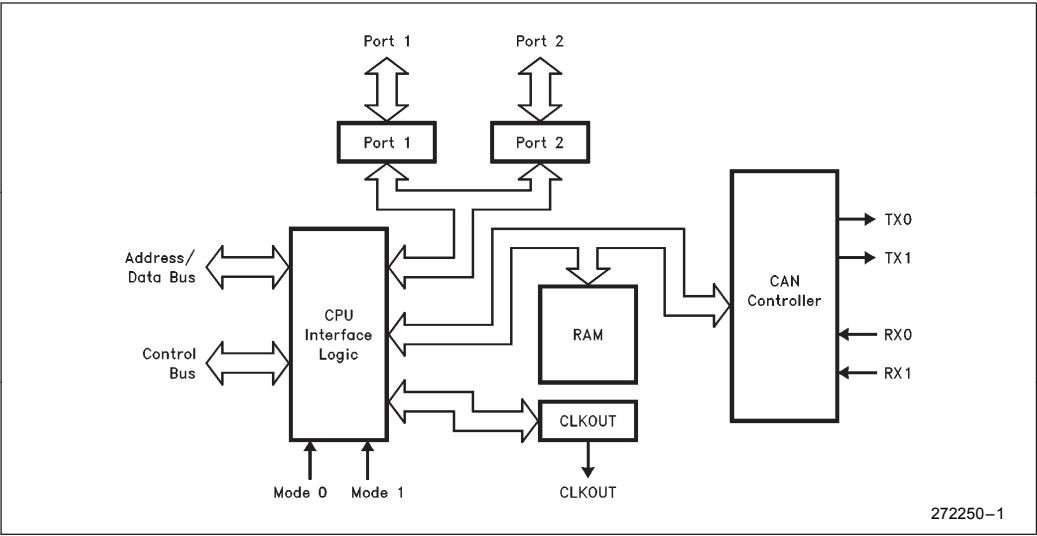 Port 1
Port 2
Port 1
Port 2
TX0
Address/
Data Bus
TX1
CAN
Controller
CPU
Interface
Logic
RAM
RX0
Control
Bus
RX1
CLKOUT
Mode 0
Mode 1
CLKOUT
272250–1